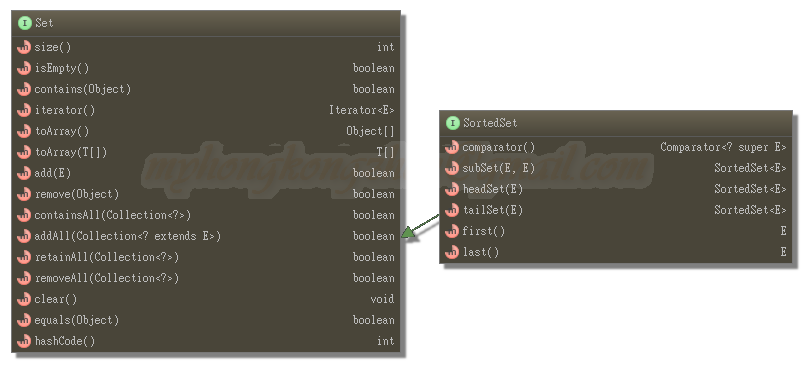 I Set
m size() int
m isEmpty() boolean
m contains(Object) boolean
m iterator() Iterator<E>
m toArray() Object[]
m toArray(T[]) T[]
m add(E) boolean
m remove(Object) boolean
m containsAll(Collection<?>) boolean
m addAll(Collection<? extends E>) boolean
m retainAll(Collection<?>) boolean
m removeAll(Collection<?>) boolean
m clear() void
m equals(Object) boolean
m hashCode() int
I SortedSet
m comparator() Comparator<? super E>
m subSet(E, E) SortedSet<E>
m headSet(E) SortedSet<E>
m tailSet(E) SortedSet<E>
m first() E
m last() E